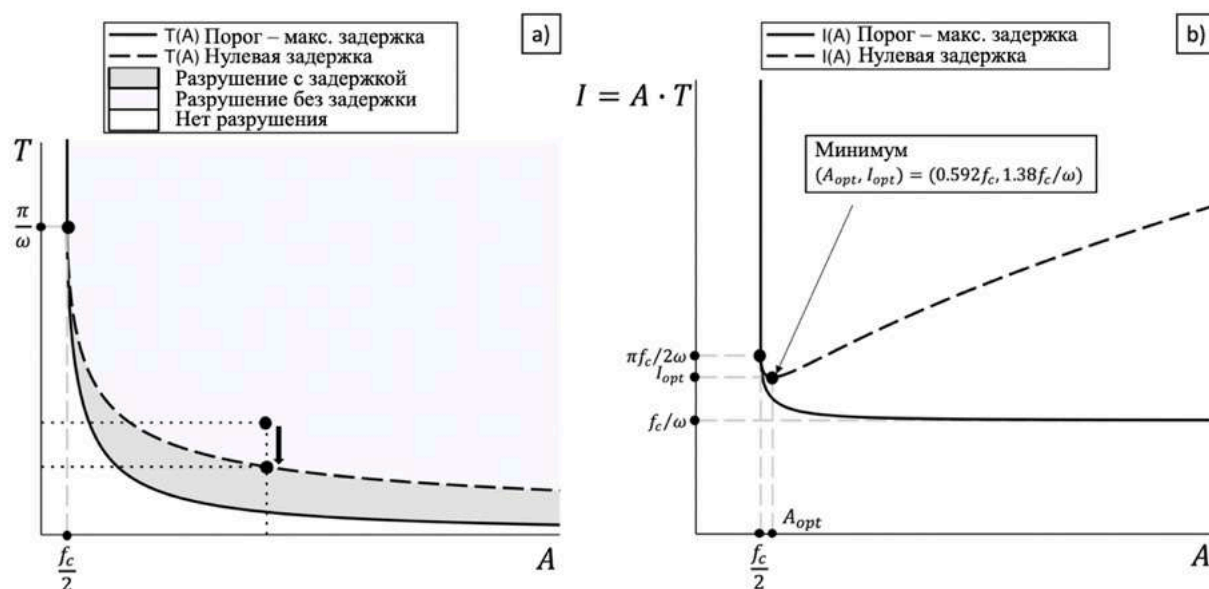 T(A) Порог – макс. задержка
T(A) Нулевая задержка
Разрушение с задержкой
Разрушение без задержки
Нет разрушения
a)
T
π/ω
f_c/2
A
I(A) Порог – макс. задержка
I(A) Нулевая задержка
b)
I = A · T
Минимум
(A_opt, I_opt) = (0.592f_c, 1.38f_c/ω)
πf_c/2ω
I_opt
f_c/ω
A_opt
f_c/2
A